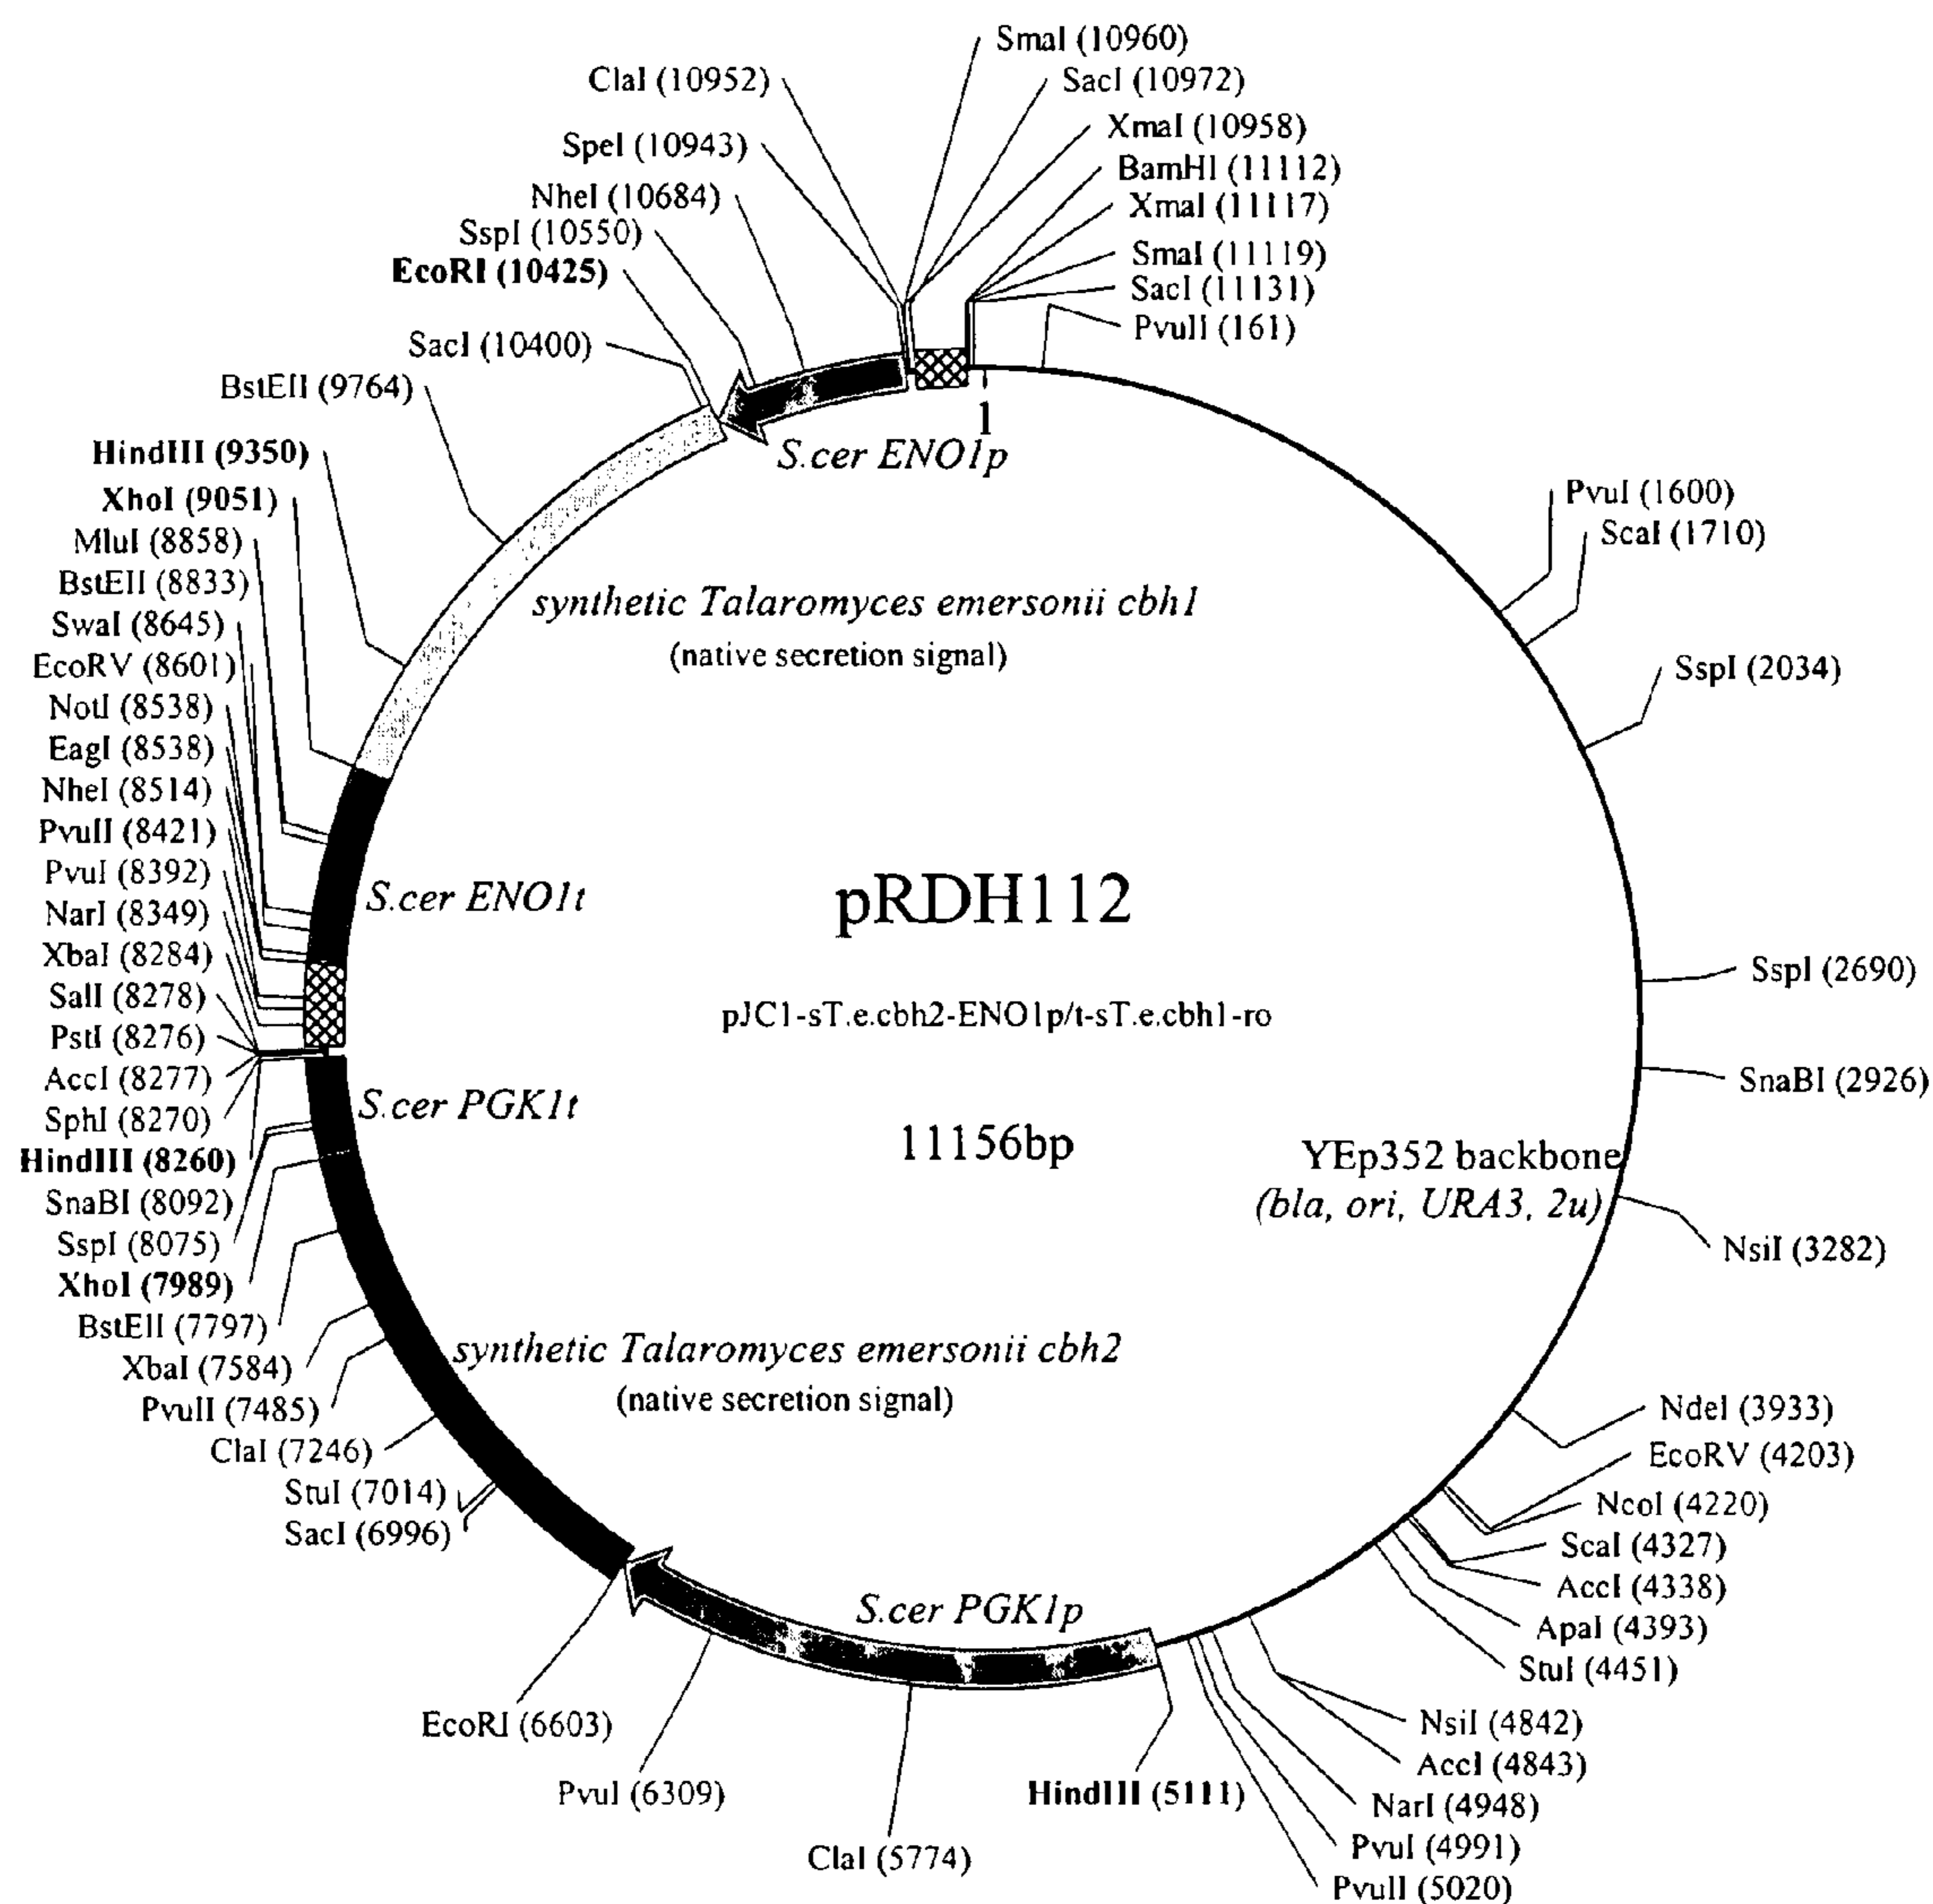 SmaI (10960)
ClaI (10952)
SacI (10972)
XmaI (10958)
SpeI (10943)
BamHI (11112)
NheI (10684)
XmaI (11117)
SspI (10550)
SmaI (11119)
EcoRI (10425)
SacI (11131)
PvuII (161)
SacI (10400)
BstEII (9764)
1
S.cer ENO1p
HindIII (9350)
XhoI (9051)
PvuI (1600)
ScaI (1710)
MluI (8858)
BstEII (8833)
synthetic Talaromyces emersonii cbh1
(native secretion signal)
SwaI (8645)
EcoRV (8601)
SspI (2034)
NotI (8538)
EagI (8538)
NheI (8514)
PvuII (8421)
PvuI (8392)
S.cer ENO1t
pRDH112
NarI (8349)
XbaI (8284)
SspI (2690)
SalI (8278)
pJC1-sT.e.cbh2-ENO1p/t-sT.e.cbh1-ro
PstI (8276)
AccI (8277)
SnaBI (2926)
SphI (8270)
S.cer PGK1t
11156bp
HindIII (8260)
YEp352 backbone
(bla, ori, URA3, 2u)
SnaBI (8092)
SspI (8075)
NsiI (3282)
XhoI (7989)
BstEII (7797)
XbaI (7584)
synthetic Talaromyces emersonii cbh2
(native secretion signal)
PvuII (7485)
NdeI (3933)
ClaI (7246)
EcoRV (4203)
StuI (7014)
NcoI (4220)
SacI (6996)
ScaI (4327)
AccI (4338)
S.cer PGK1p
ApaI (4393)
StuI (4451)
EcoRI (6603)
NsiI (4842)
AccI (4843)
PvuI (6309)
HindIII (5111)
NarI (4948)
PvuI (4991)
ClaI (5774)
PvuII (5020)